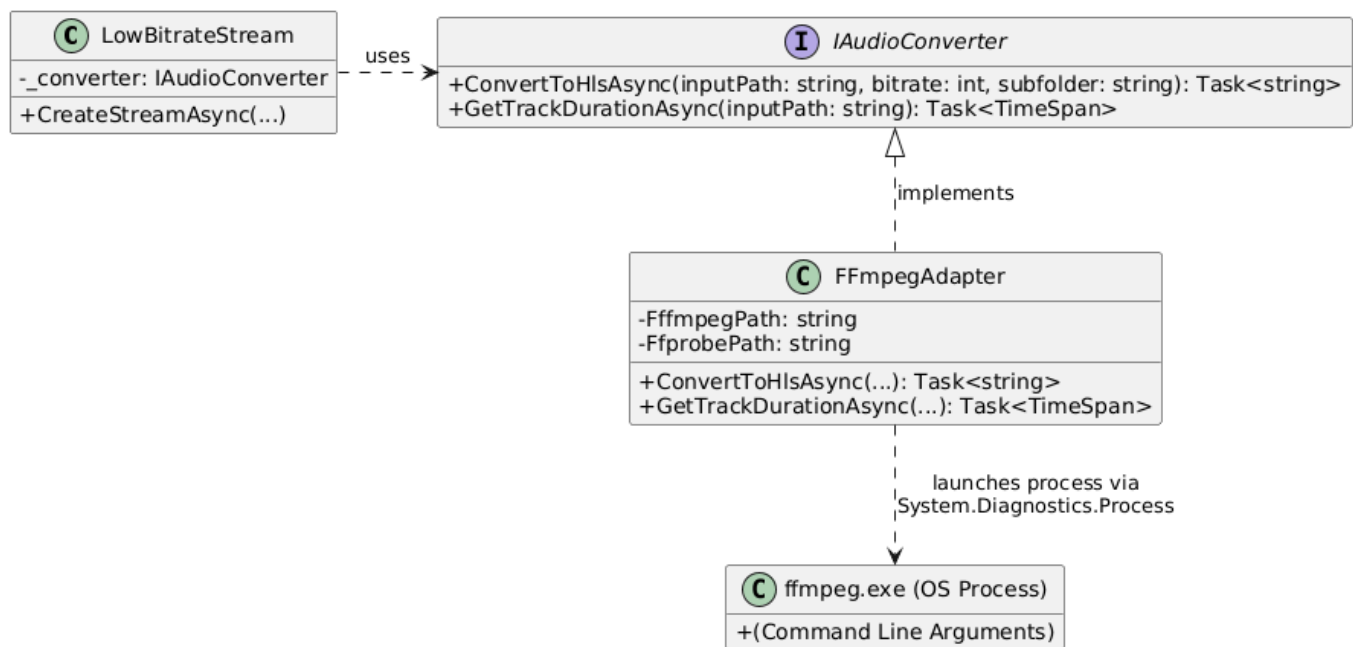 C LowBitrateStream
-_converter: IAudioConverter
+CreateStreamAsync(...)
uses
I IAudioConverter
+ConvertToHlsAsync(inputPath: string, bitrate: int, subfolder: string): Task<string>
+GetTrackDurationAsync(inputPath: string): Task<TimeSpan>
implements
C FFmpegAdapter
-FffmpegPath: string
-FfprobePath: string
+ConvertToHlsAsync(...): Task<string>
+GetTrackDurationAsync(...): Task<TimeSpan>
launches process via
System.Diagnostics.Process
C ffmpeg.exe (OS Process)
+(Command Line Arguments)